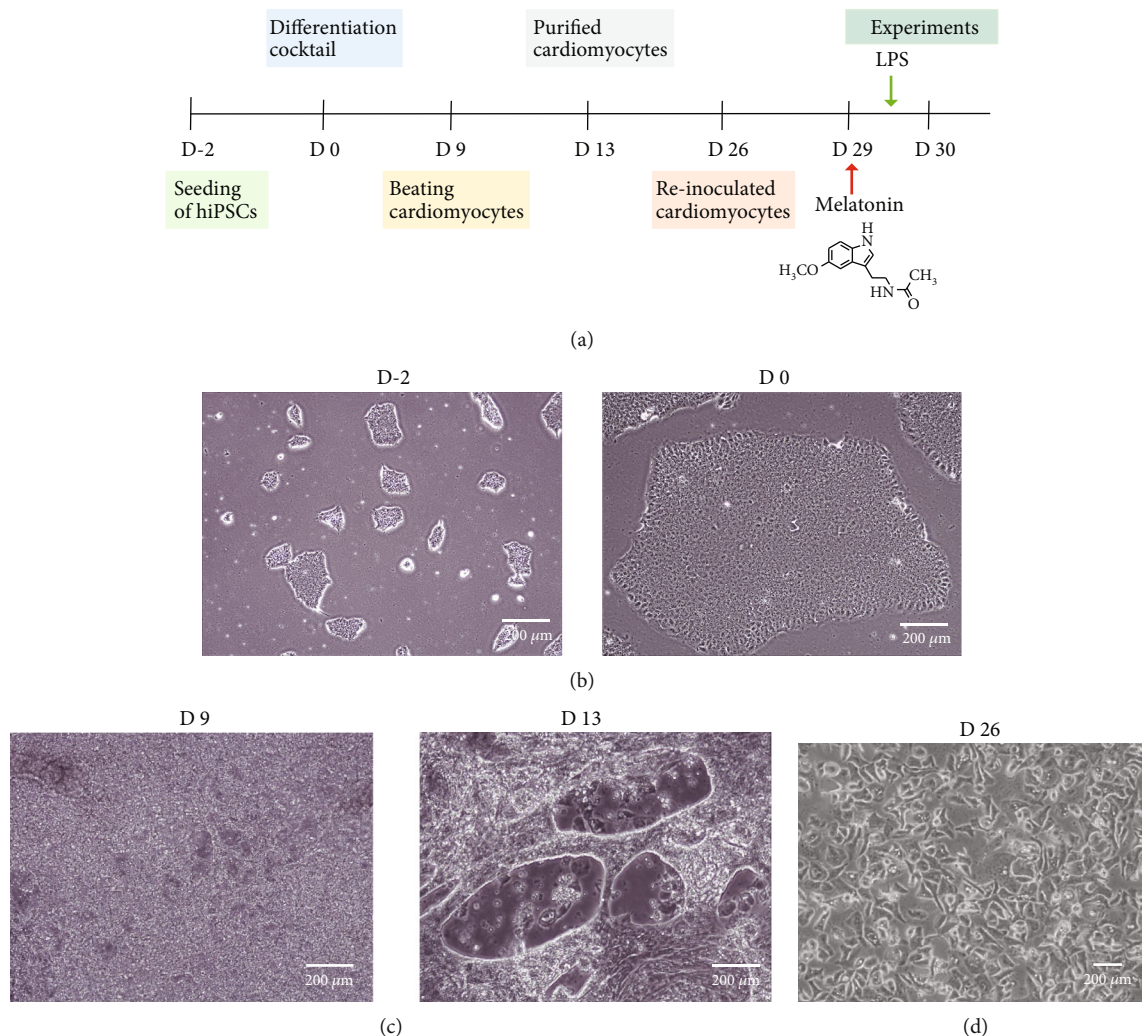 Differentiation
cocktail
Purified
cardiomyocytes
Experiments
LPS
D-2
D 0
D 9
D 13
D 26
D 29
D 30
Seeding
of hiPSCs
Beating
cardiomyocytes
Re-inoculated
cardiomyocytes
Melatonin
H
N
H₃CO
HN
CH₃
O
(a)
D-2
D 0
200 μm
200 μm
(b)
D 9
D 13
D 26
200 μm
200 μm
200 μm
(c)
(d)